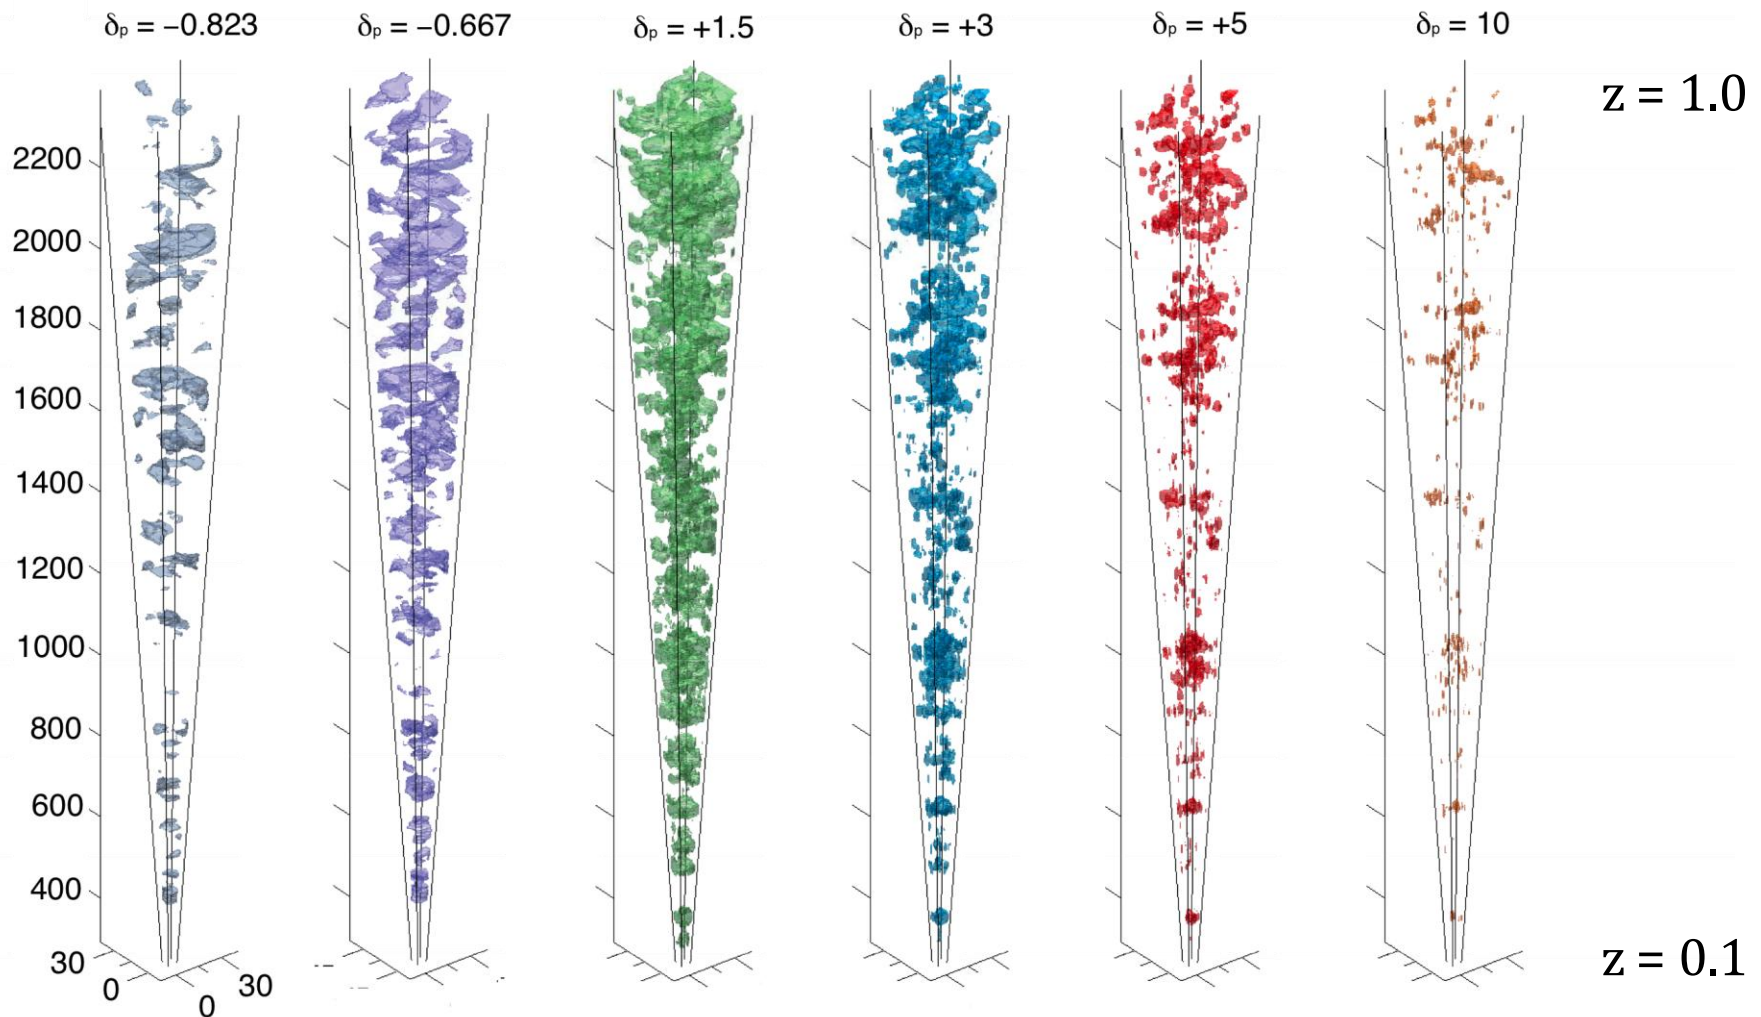 δₚ = −0.823
δₚ = −0.667
δₚ = +1.5
δₚ = +3
δₚ = +5
δₚ = 10
z = 1.0
2200
2000
1800
1600
1400
1200
1000
800
600
400
30
0
0
30
z = 0.1